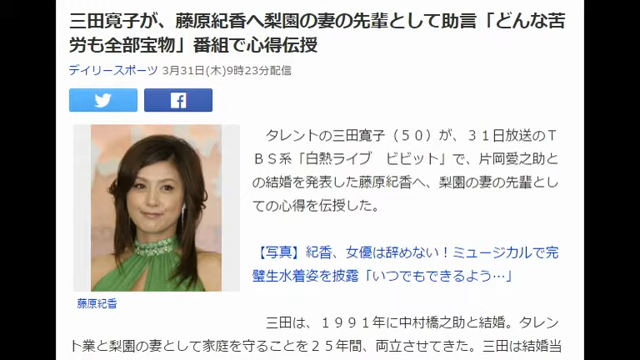 三田寛子が、藤原紀香へ梨園の妻の先輩として助言「どんな苦
労も全部宝物」番組で心得伝授
デイリースポーツ 3月31日(木)9時23分配信
タレントの三田寛子（５０）が、３１日放送のＴ
ＢＳ系「白熱ライブ　ビビット」で、片岡愛之助と
の結婚を発表した藤原紀香へ、梨園の妻の先輩とし
ての心得を伝授した。
【写真】紀香、女優は辞めない！ミュージカルで完
璧生水着姿を披露「いつでもできるよう…」
藤原紀香
三田は、１９９１年に中村橋之助と結婚。タレン
ト業と梨園の妻として家庭を守ることを２５年間、両立させてきた。三田は結婚当